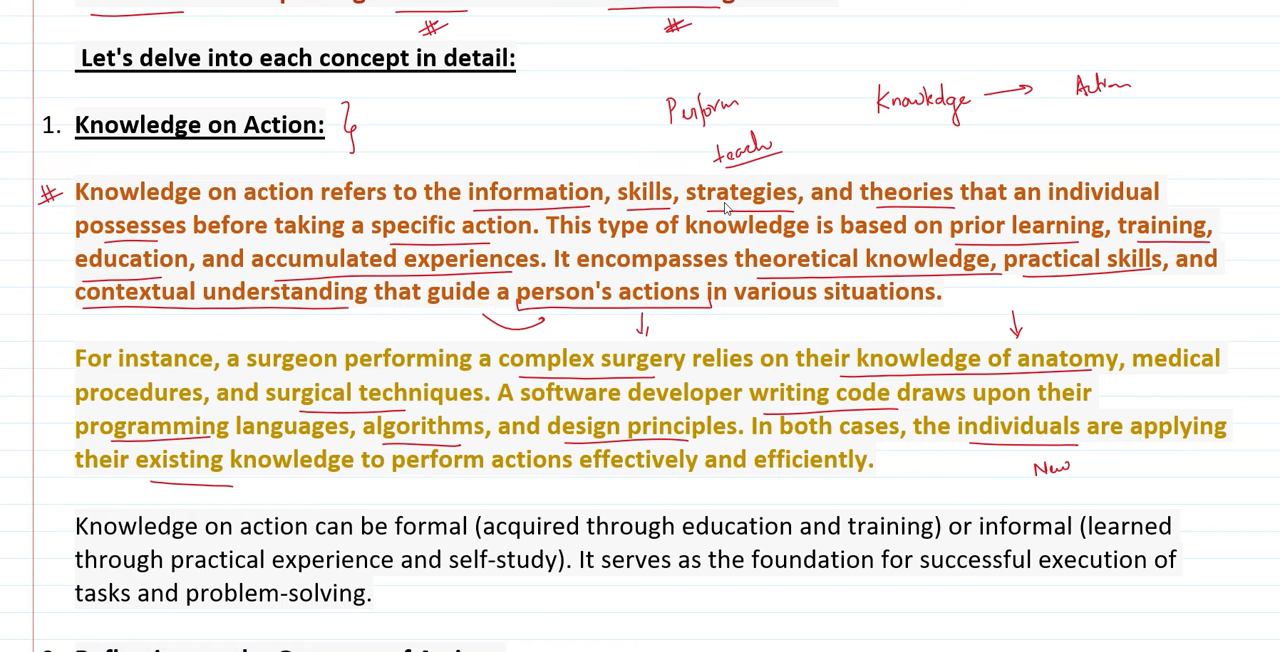 Let's delve into each concept in detail:
Knowledge → Action
Perform
teach
1. Knowledge on Action:
Knowledge on action refers to the information, skills, strategies, and theories that an individual
possesses before taking a specific action. This type of knowledge is based on prior learning, training,
education, and accumulated experiences. It encompasses theoretical knowledge, practical skills, and
contextual understanding that guide a person's actions in various situations.
For instance, a surgeon performing a complex surgery relies on their knowledge of anatomy, medical
procedures, and surgical techniques. A software developer writing code draws upon their
programming languages, algorithms, and design principles. In both cases, the individuals are applying
their existing knowledge to perform actions effectively and efficiently.
New
Knowledge on action can be formal (acquired through education and training) or informal (learned
through practical experience and self-study). It serves as the foundation for successful execution of
tasks and problem-solving.